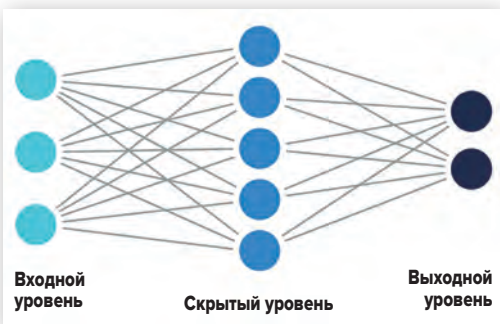 Входной
уровень
Скрытый уровень
Выходной
уровень